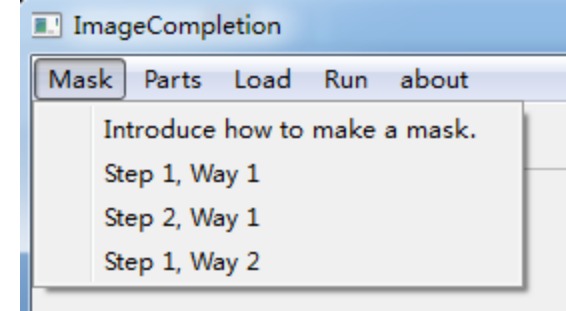 ImageCompletion
Mask Parts Load Run about
Introduce how to make a mask.
Step 1, Way 1
Step 2, Way 1
Step 1, Way 2